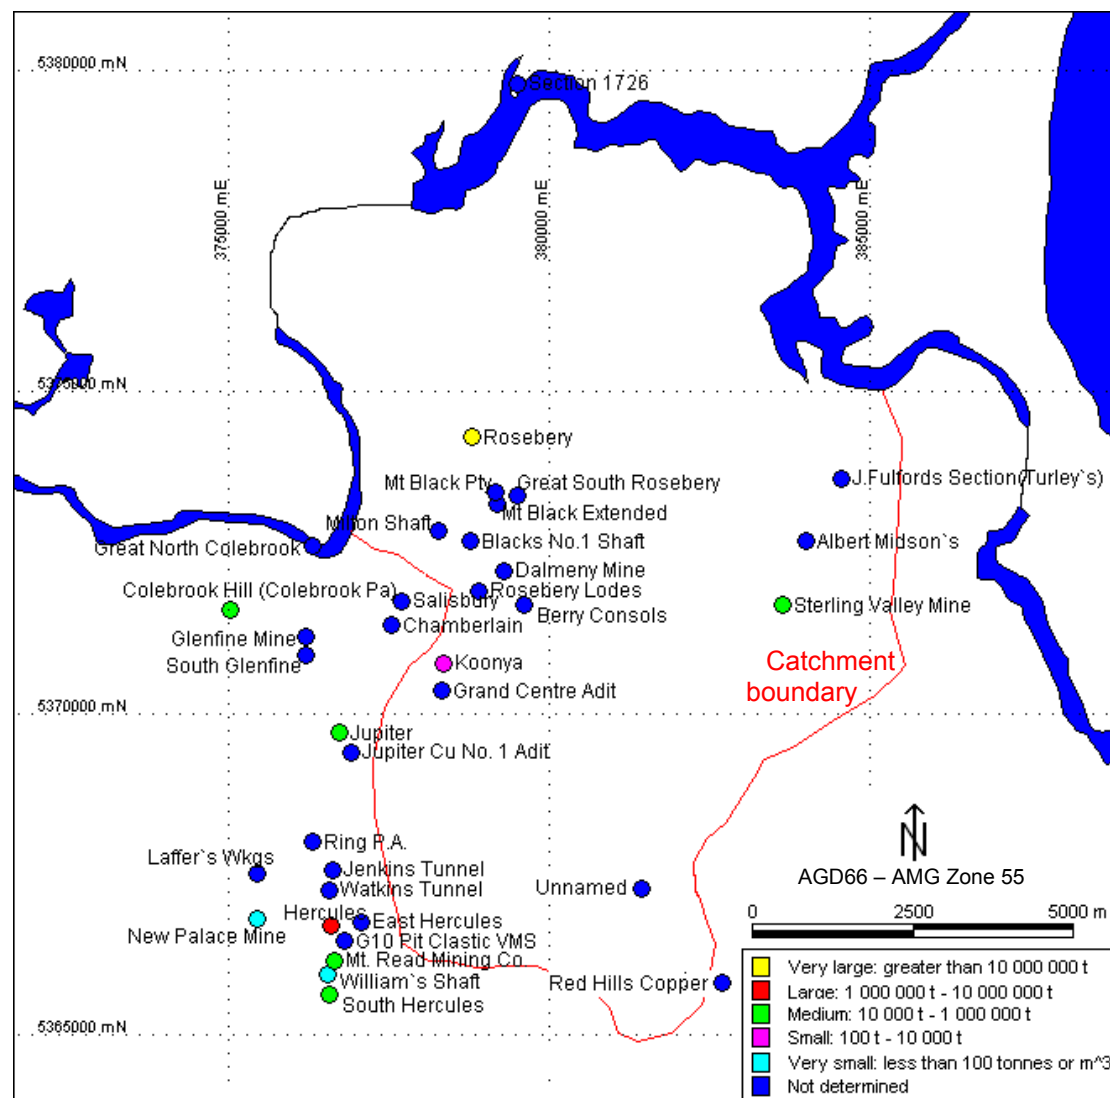 5380000 mN
Section 1726
375000 mE
380000 mE
385000 mE
5375000 mN
Rosebery
Mt Black Pty
Great South Rosebery
J.Fulfords Section(Turley`s)
Mt Black Extended
Milton Shaft
Great North Colebrook
Blacks No.1 Shaft
Albert Midson`s
Dalmeny Mine
Colebrook Hill (Colebrook Pa)
Rosebery Lodes
Salisbury
Berry Consols
Sterling Valley Mine
Chamberlain
Glenfine Mine
South Glenfine
Koonya
Catchment
boundary
Grand Centre Adit
5370000 mN
Jupiter
Jupiter Cu No. 1 Adit
Ring P.A.
Laffer`s Wkgs
Jenkins Tunnel
Watkins Tunnel
Unnamed
N
AGD66 – AMG Zone 55
Hercules
East Hercules
New Palace Mine
G10 Pit Clastic VMS
Mt. Read Mining Co
William`s Shaft
Red Hills Copper
South Hercules
5365000 mN
0 2500 5000 m
Very large: greater than 10 000 000 t
Large: 1 000 000 t - 10 000 000 t
Medium: 10 000 t - 1 000 000 t
Small: 100 t - 10 000 t
Very small: less than 100 tonnes or m^3
Not determined